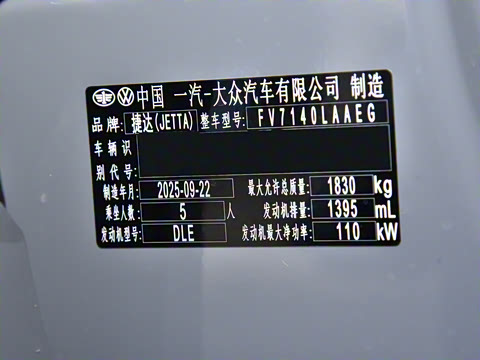 中国 一汽-大众汽车有限公司 制造
品牌: 捷达(JETTA) 整车型号: FV7140LAAEG
车辆识
别代号:
制造年月: 2025-09-22 最大允许总质量: 1830 kg
乘坐人数: 5 人 发动机排量: 1395 mL
发动机型号: DLE 发动机最大净功率: 110 kW